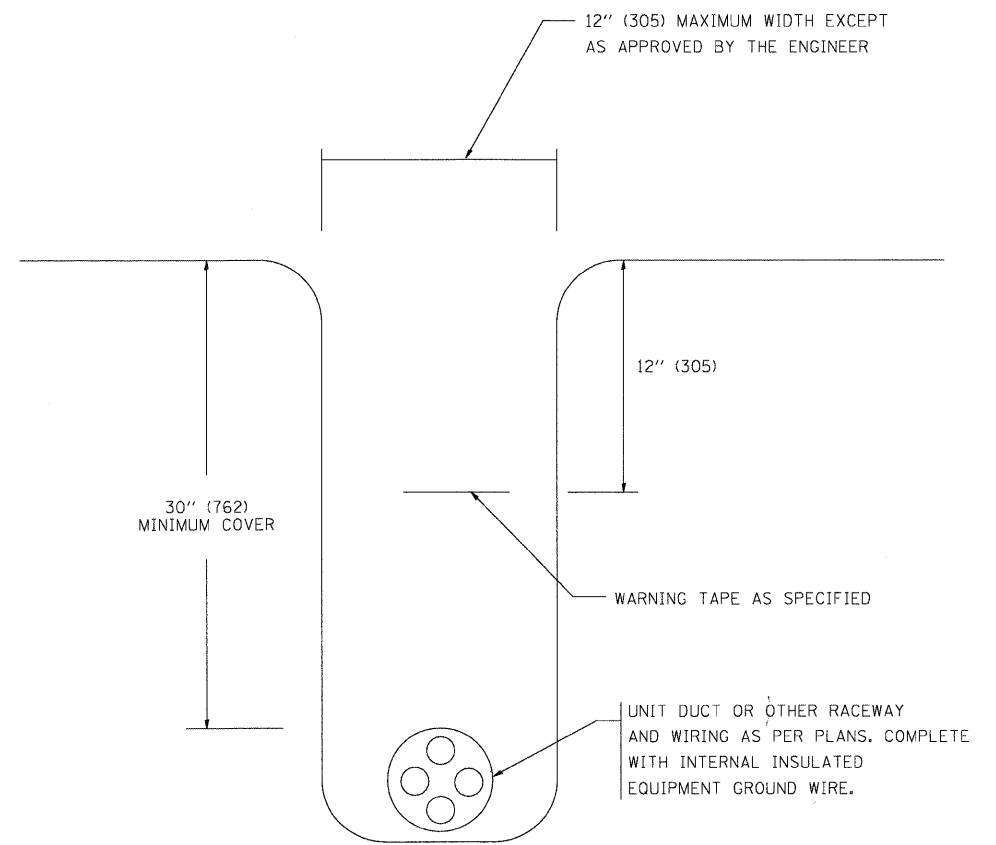 12" (305) MAXIMUM WIDTH EXCEPT
AS APPROVED BY THE ENGINEER
12" (305)
30" (762)
MINIMUM COVER
WARNING TAPE AS SPECIFIED
UNIT DUCT OR OTHER RACEWAY
AND WIRING AS PER PLANS. COMPLETE
WITH INTERNAL INSULATED
EQUIPMENT GROUND WIRE.